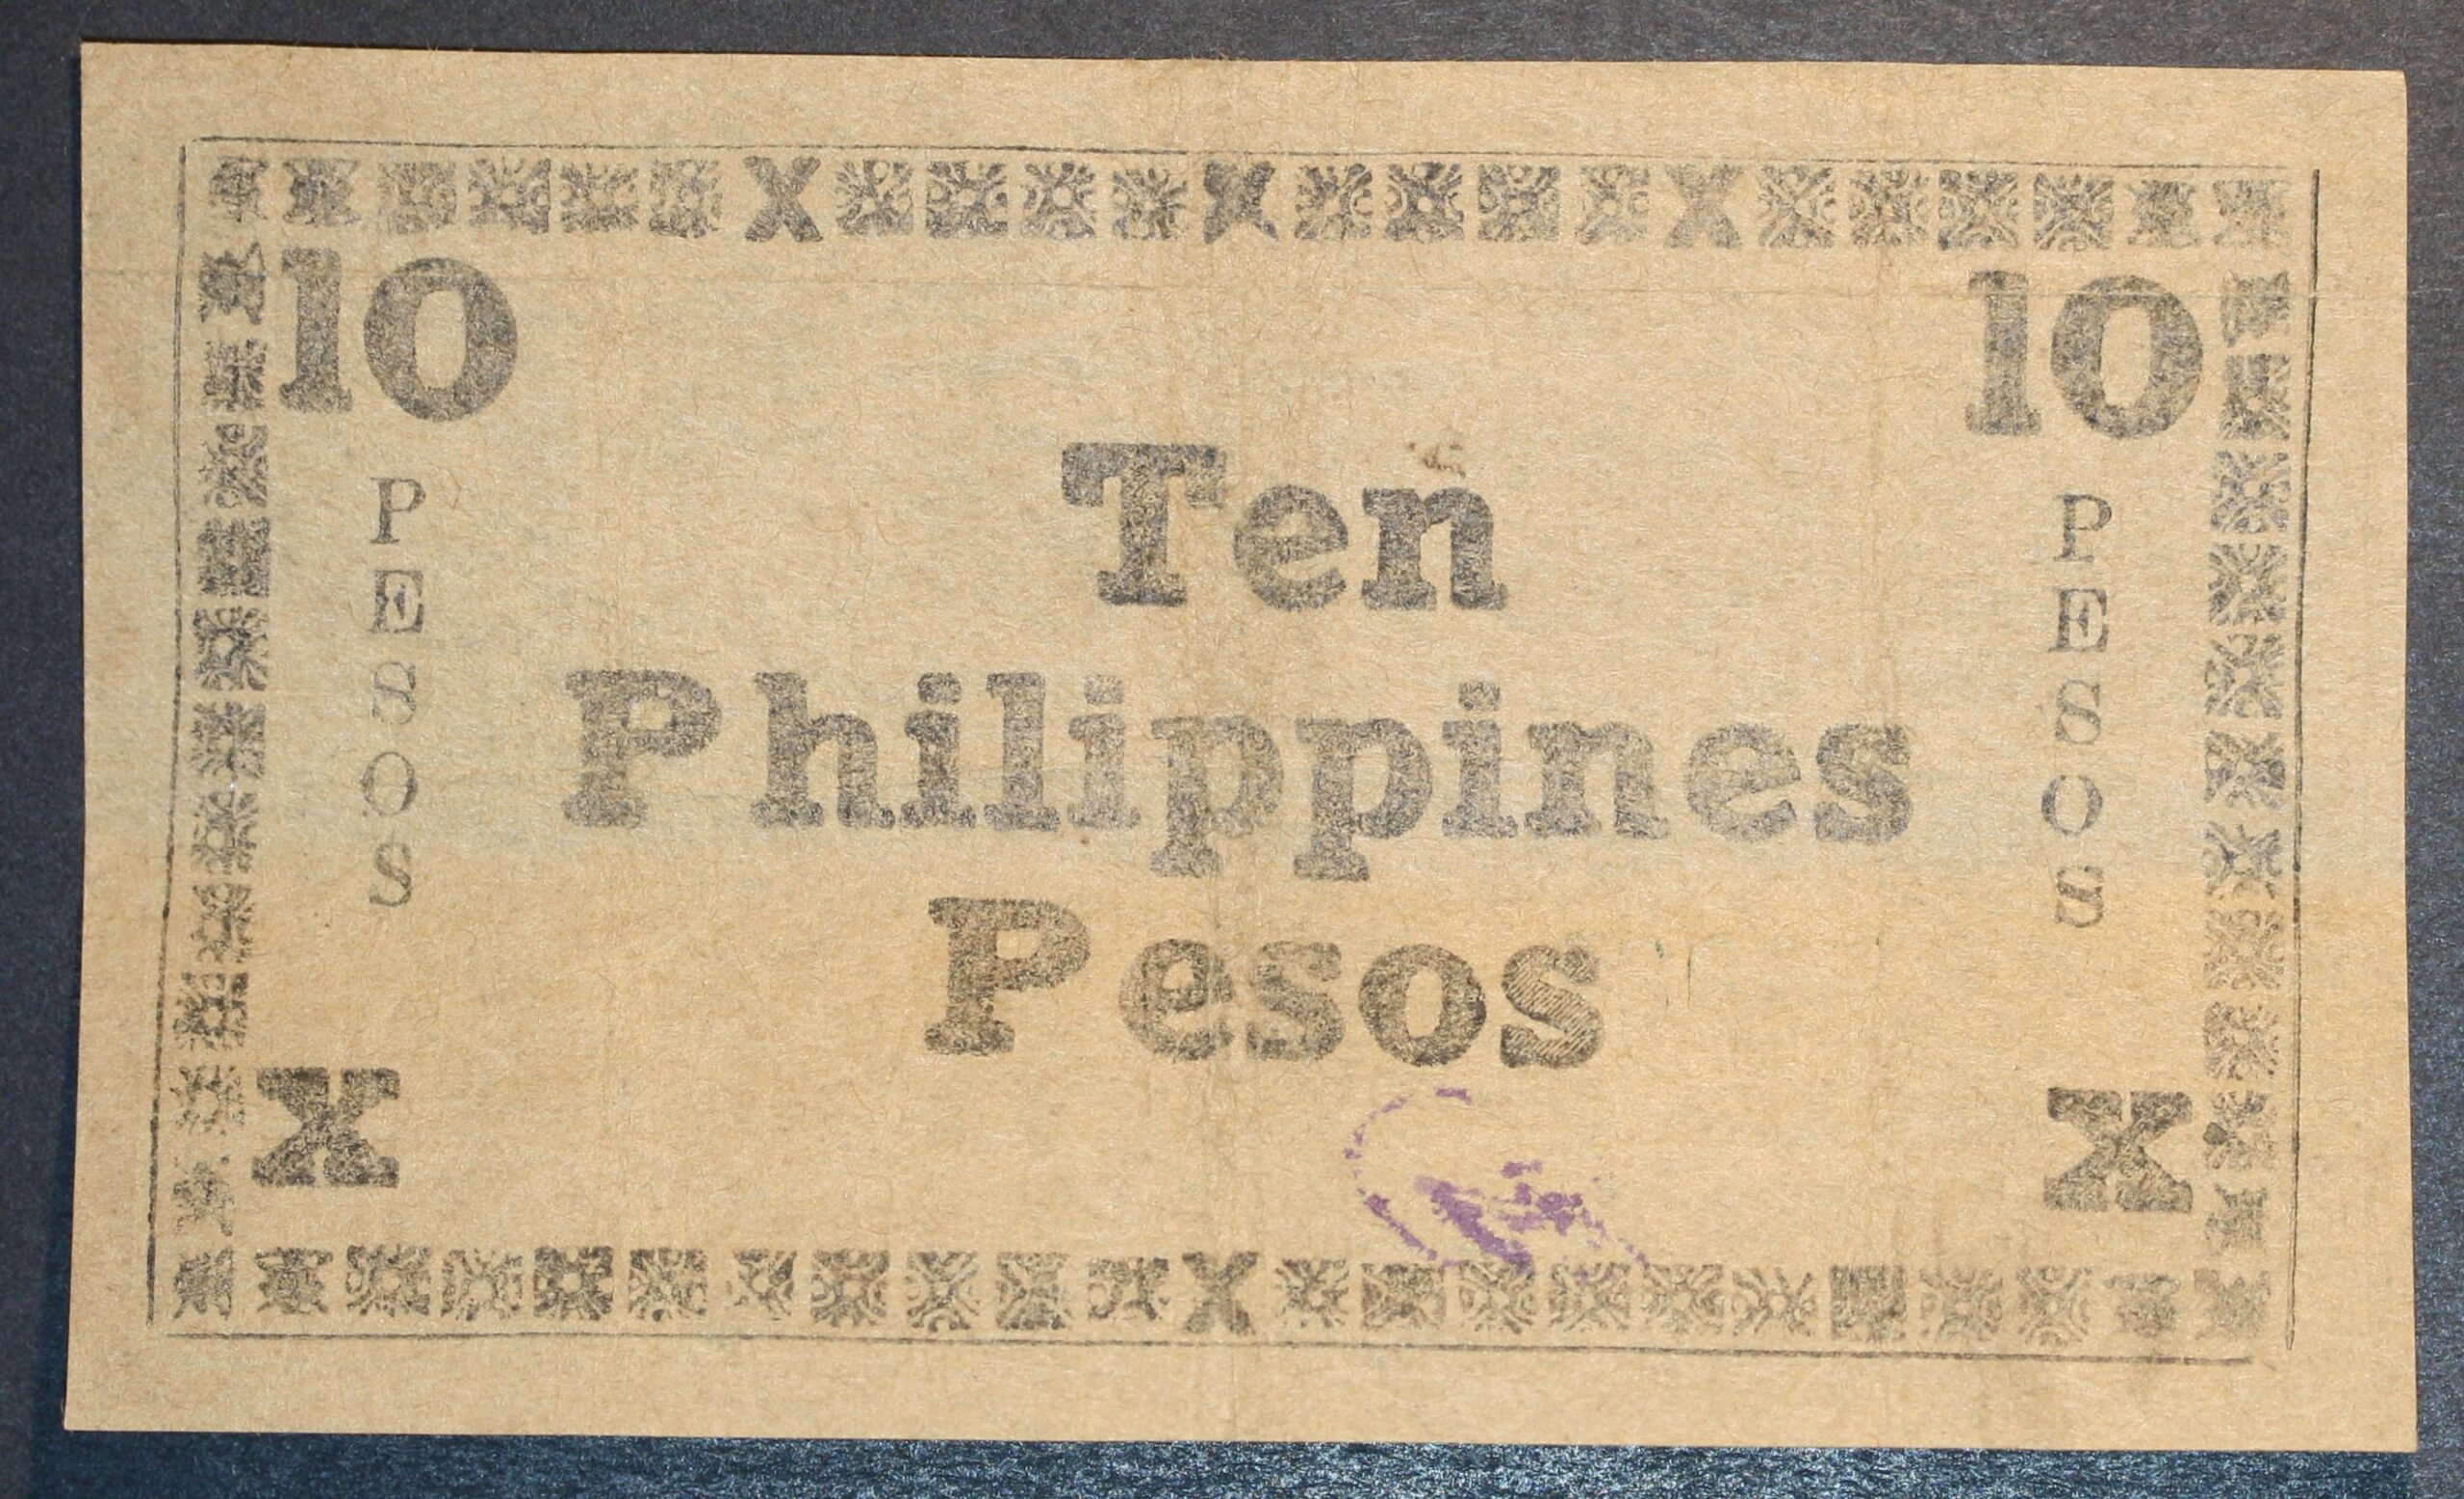 10 10
Ten
Philippines
Pesos
PESOS
PESOS
X X